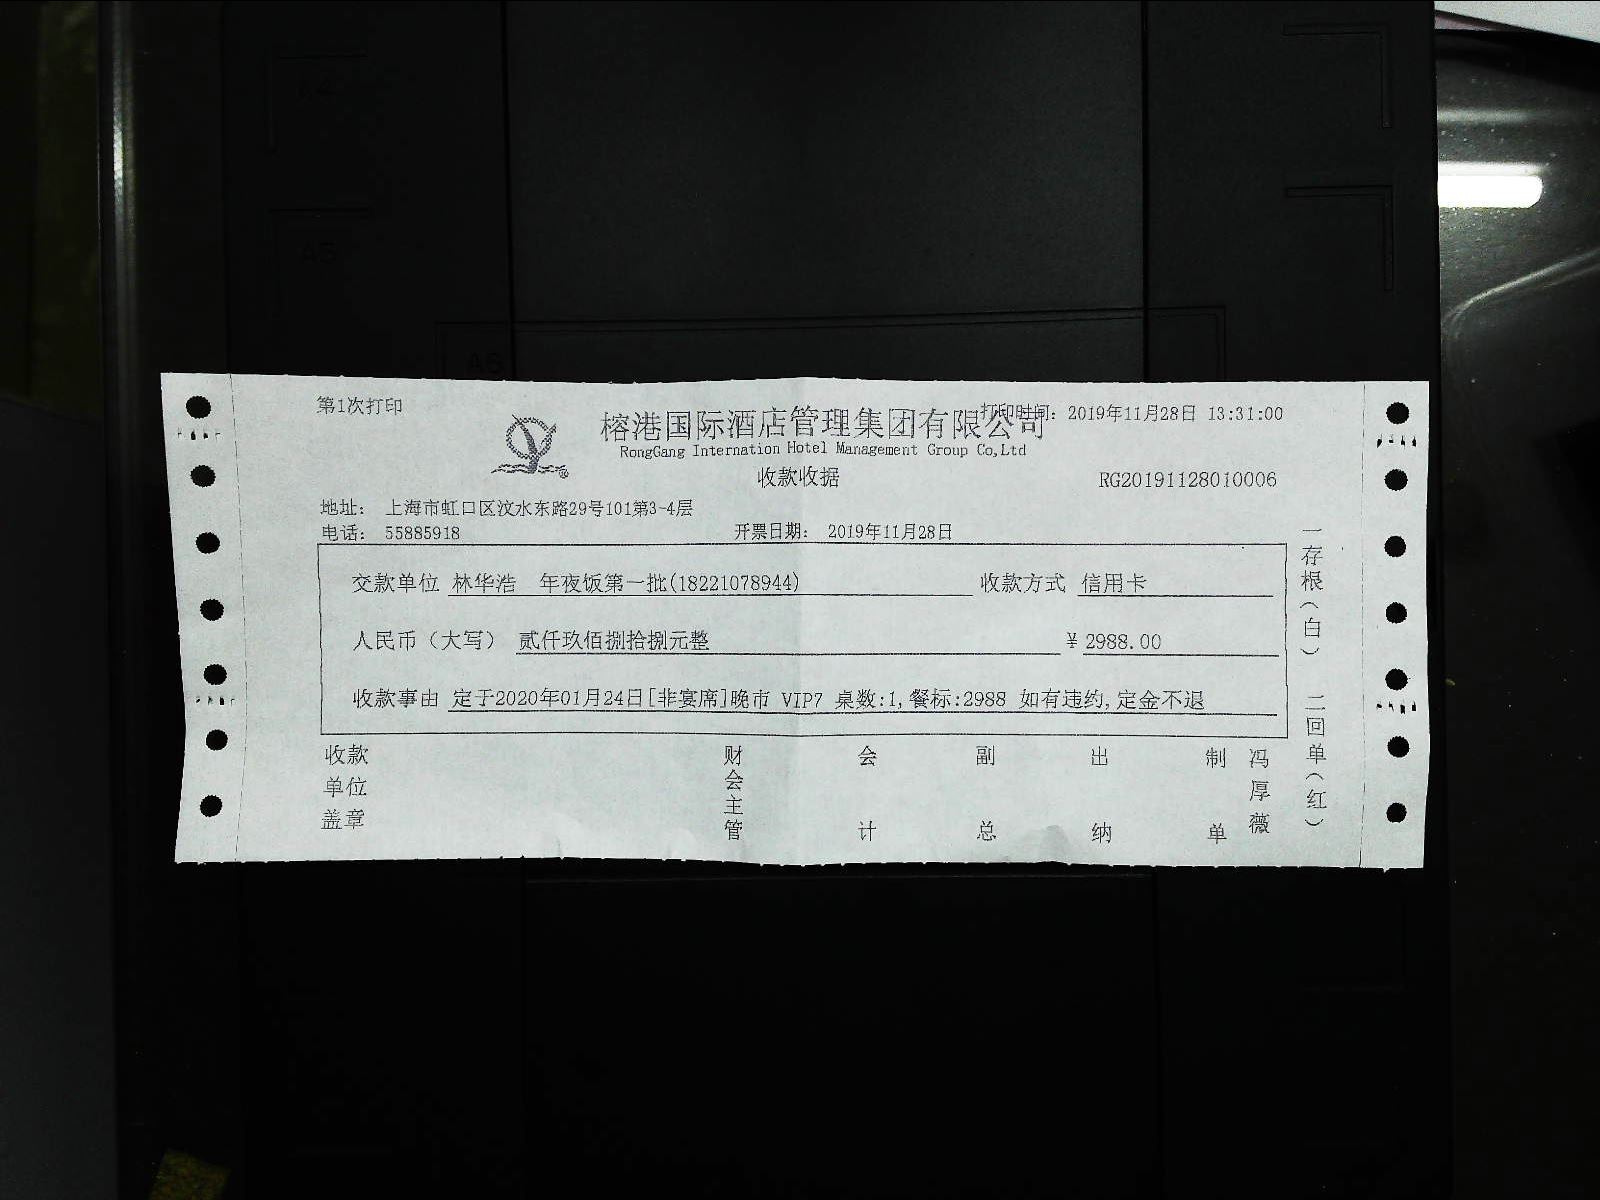 A4
A5
A6
第1次打印
榕港国际酒店管理集团有限公司
打印时间: 2019年11月28日 13:31:00
RongGang Internation Hotel Management Group Co,Ltd
收款收据
RG20191128010006
地址: 上海市虹口区汶水东路29号101第3-4层
电话: 55885918
开票日期: 2019年11月28日
交款单位 林华浩 年夜饭第一批(18221078944) 收款方式 信用卡
人民币（大写） 贰仟玖佰捌拾捌元整 ¥ 2988.00
收款事由 定于2020年01月24日[非宴席]晚市 VIP7 桌数:1,餐标:2988 如有违约,定金不退
收款单位盖章
财会主管
会计
副总
出纳
制单
冯厚薇
一存根（白） 二回单（红）